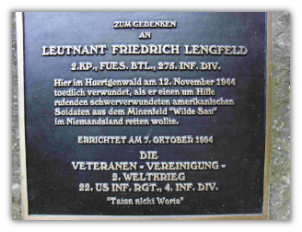 ZUM GEDENKEN
AN
LEUTNANT FRIEDRICH LENGFELD
2.KP., FUES. BTL., 275. INF. DIV.
Hier im Huertgenwald am 12. November 1944
toedlich verwundet, als er einem um Hilfe
rufenden schwerverwundeten amerikanischen
Soldaten aus dem Minenfeld "Wilde Sau"
im Niemandsland retten wollte.
ERRICHTET AM 7. OKTOBER 1994
DIE
VETERANEN - VEREINIGUNG -
2. WELTKRIEG
22. US INF. RGT., 4. INF. DIV.
"Taten nicht Worte"